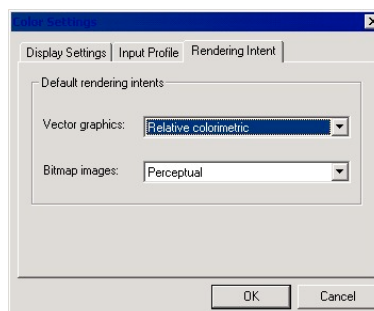 Color Settings
Display Settings Input Profile Rendering Intent
Default rendering intents
Vector graphics: Relative colorimetric
Bitmap images: Perceptual
OK Cancel